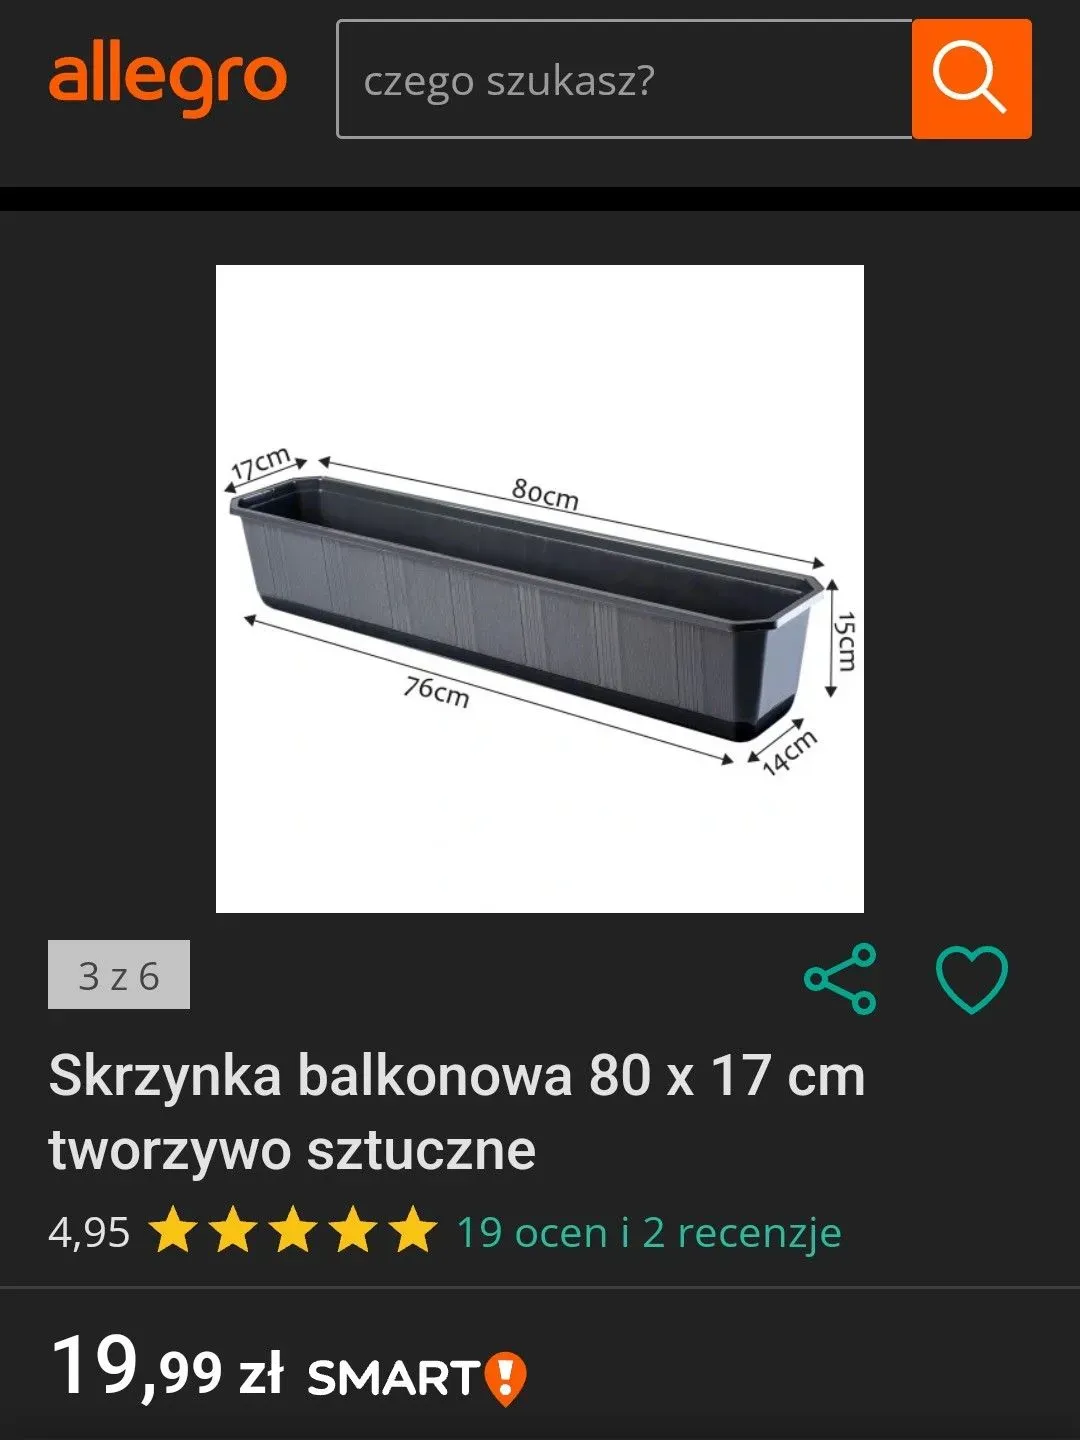 allegro
czego szukasz?
17cm
80cm
15cm
76cm
14cm
3 z 6
Skrzynka balkonowa 80 x 17 cm
tworzywo sztuczne
4,95 19 ocen i 2 recenzje
19,99 zł SMART!